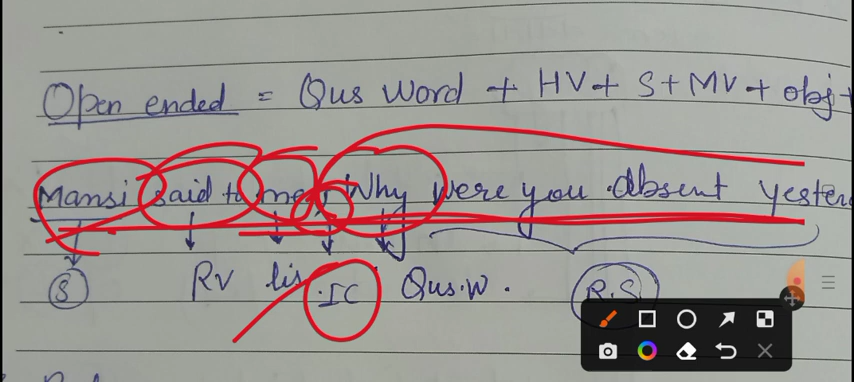 Open ended = Qus word + HV + S + MV + obj +
Mansi said to me, Why were you absent yester
S RV lis IC Qus.W. R.S